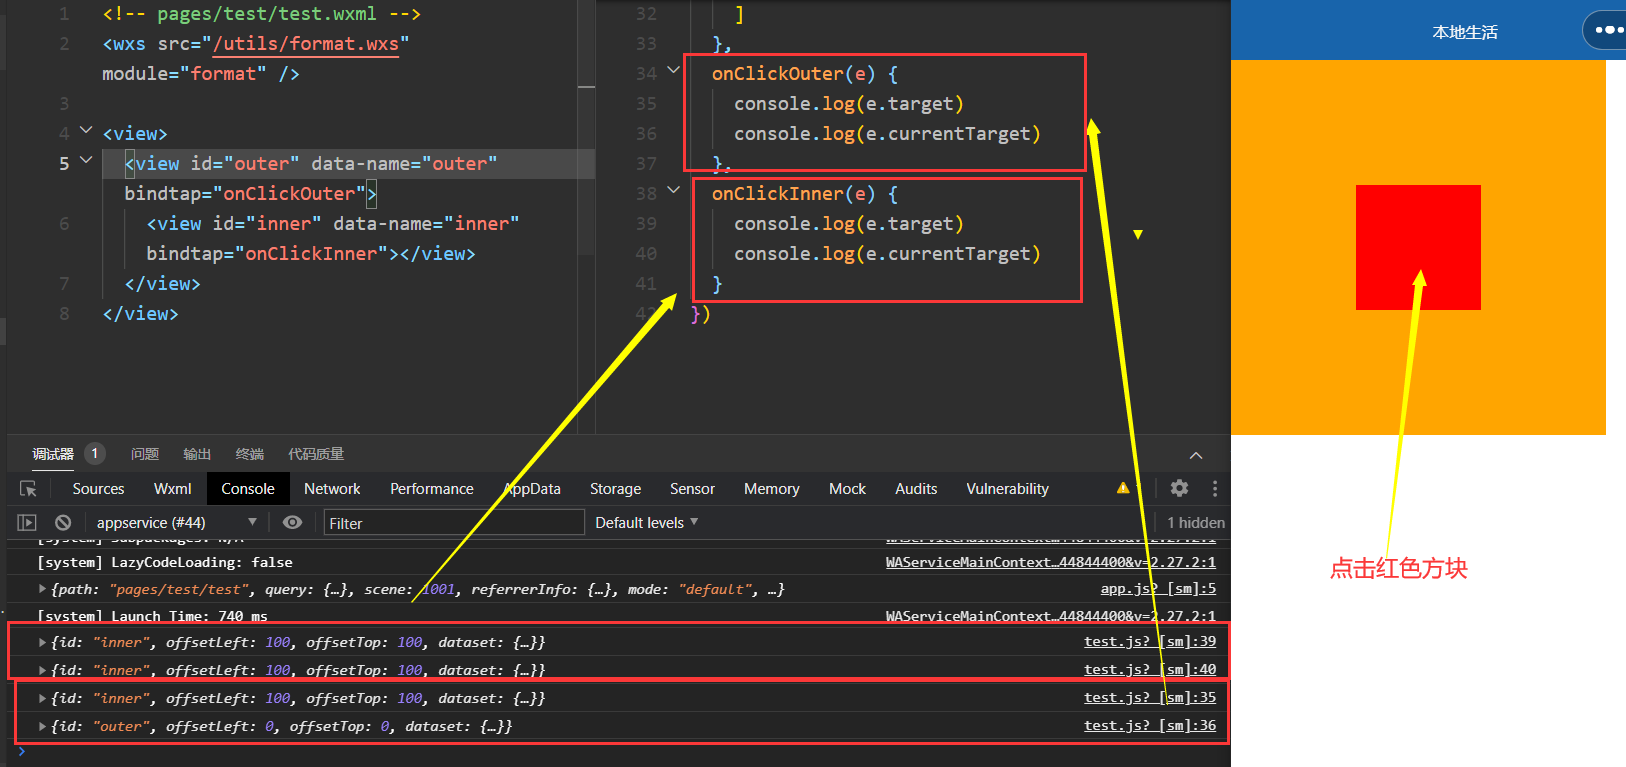 1 <!-- pages/test/test.wxml -->
2 <wxs src="/utils/format.wxs"
module="format" />
3
4 <view>
5 <view id="outer" data-name="outer"
bindtap="onClickOuter">
6 <view id="inner" data-name="inner"
bindtap="onClickInner"></view>
7 </view>
8 </view>
32 ]
33 },
34 onClickOuter(e) {
35 console.log(e.target)
36 console.log(e.currentTarget)
37 },
38 onClickInner(e) {
39 console.log(e.target)
40 console.log(e.currentTarget)
41 }
42 })
本地生活
点击红色方块
调试器 1 问题 输出 终端 代码质量
Sources Wxml Console Network Performance AppData Storage Sensor Memory Mock Audits Vulnerability
appservice (#44) Filter Default levels 1 hidden
[system] Subpackages: N/A WAServiceMainContext…44844400&v=2.27.2:1
[system] LazyCodeLoading: false WAServiceMainContext…44844400&v=2.27.2:1
{path: "pages/test/test", query: {…}, scene: 1001, referrerInfo: {…}, mode: "default", …} app.js? [sm]:5
[system] Launch Time: 740 ms WAServiceMainContext…44844400&v=2.27.2:1
{id: "inner", offsetLeft: 100, offsetTop: 100, dataset: {…}} test.js? [sm]:39
{id: "inner", offsetLeft: 100, offsetTop: 100, dataset: {…}} test.js? [sm]:40
{id: "inner", offsetLeft: 100, offsetTop: 100, dataset: {…}} test.js? [sm]:35
{id: "outer", offsetLeft: 0, offsetTop: 0, dataset: {…}} test.js? [sm]:36